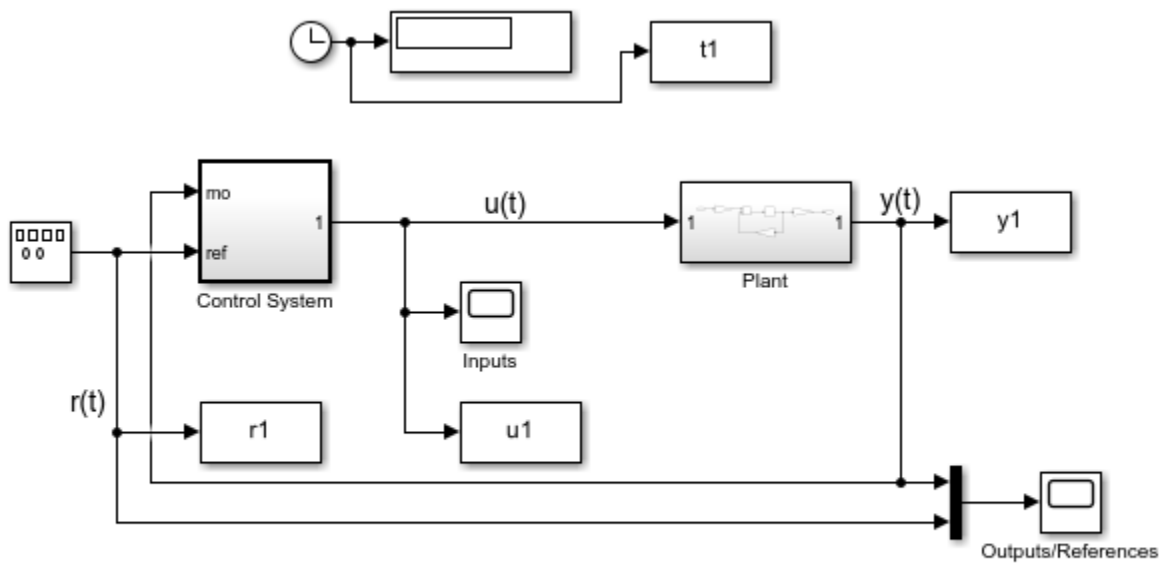 t1
mo
ref
1
Control System
u(t)
1
1
Plant
y(t)
y1
Inputs
r(t)
r1
u1
Outputs/References